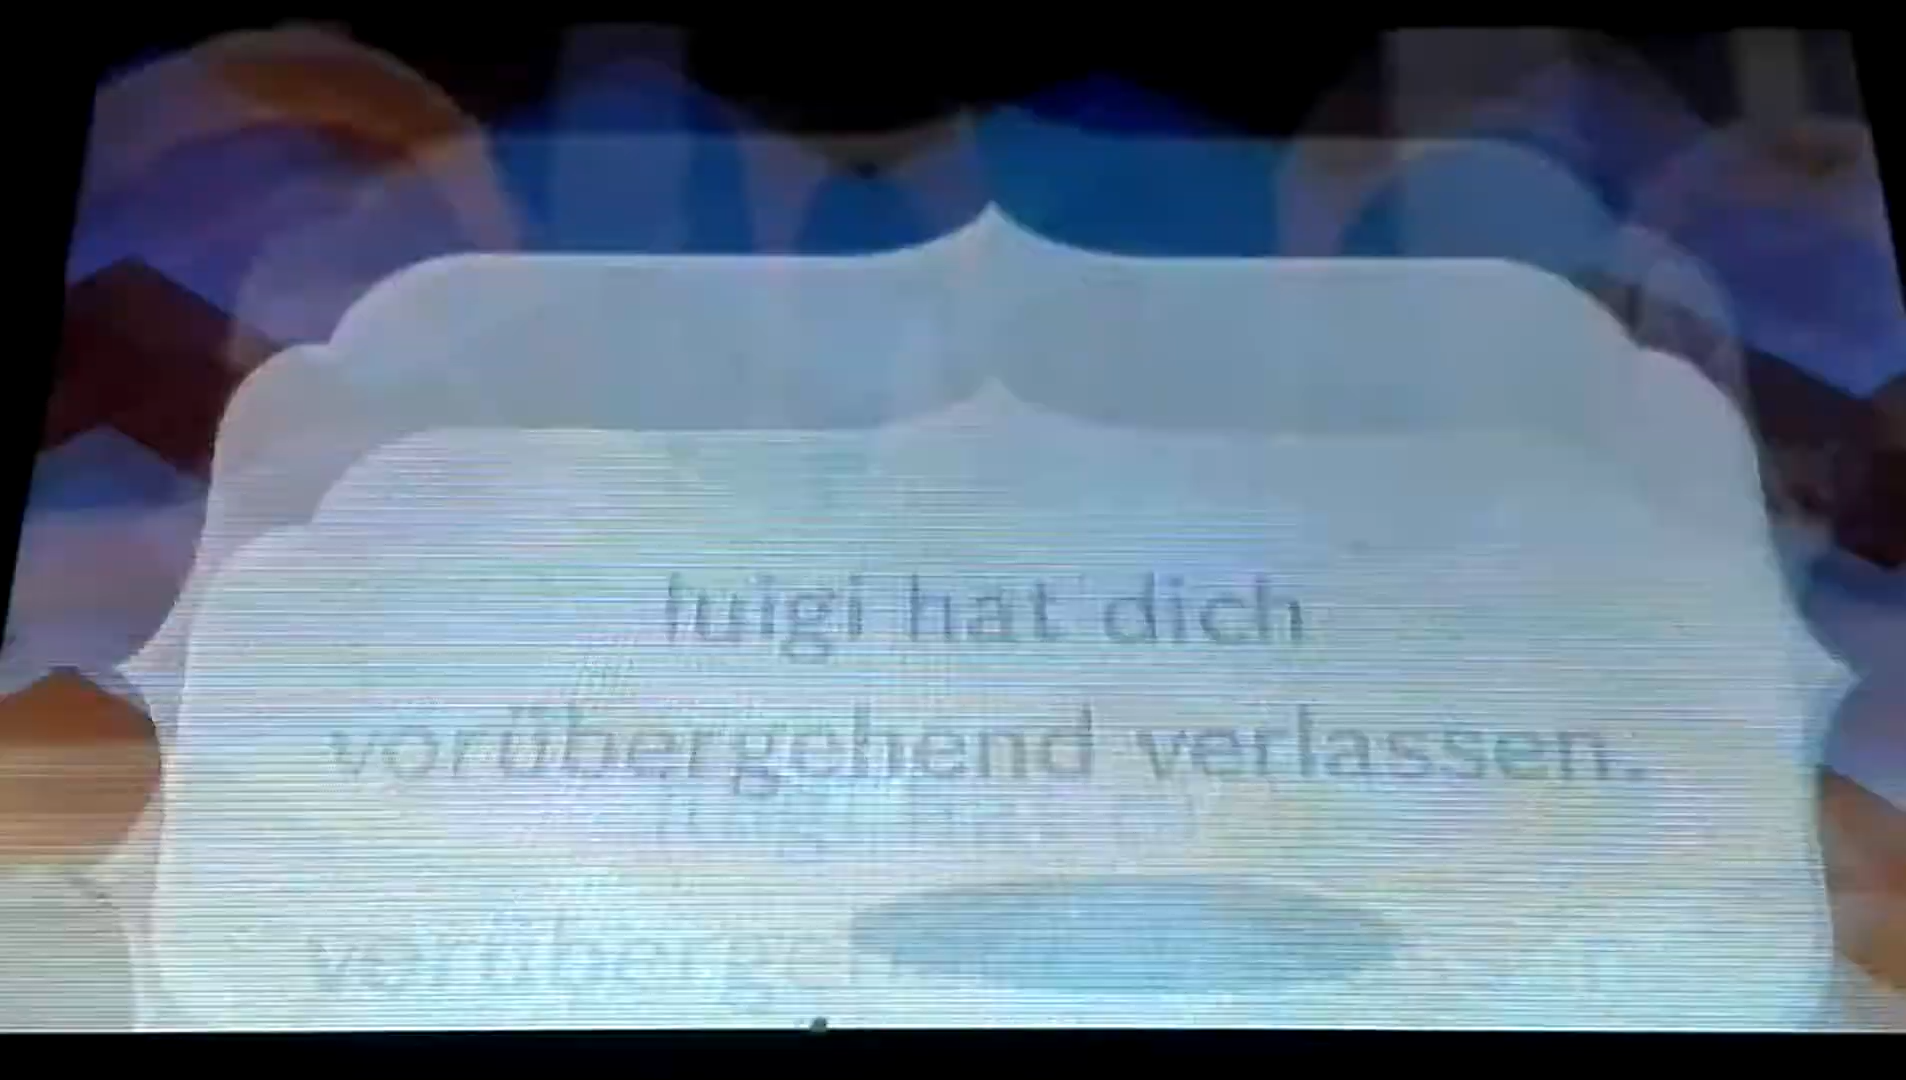 luigi hat dich
vorübergehend verlassen.